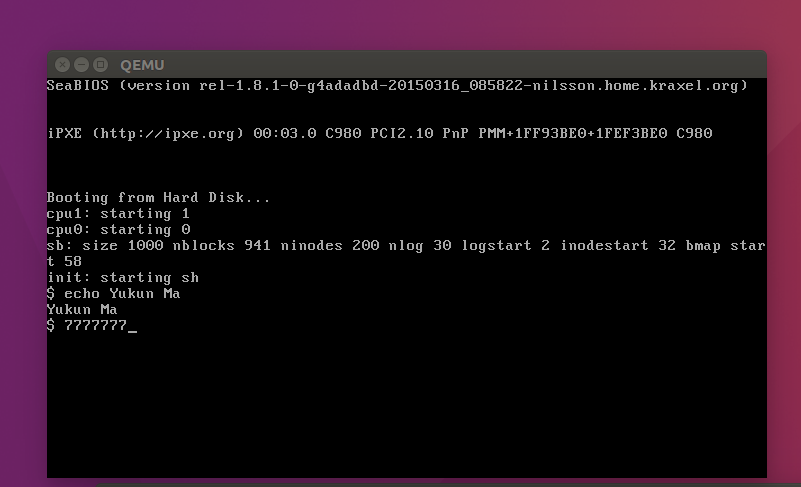 QEMU
SeaBIOS (version rel-1.8.1-0-g4adadbd-20150316_085822-nilsson.home.kraxel.org)
iPXE (http://ipxe.org) 00:03.0 C980 PCI2.10 PnP PMM+1FF93BE0+1FEF3BE0 C980
Booting from Hard Disk...
cpu1: starting 1
cpu0: starting 0
sb: size 1000 nblocks 941 ninodes 200 nlog 30 logstart 2 inodestart 32 bmap star
t 58
init: starting sh
$ echo Yukun Ma
Yukun Ma
$ 7777777_